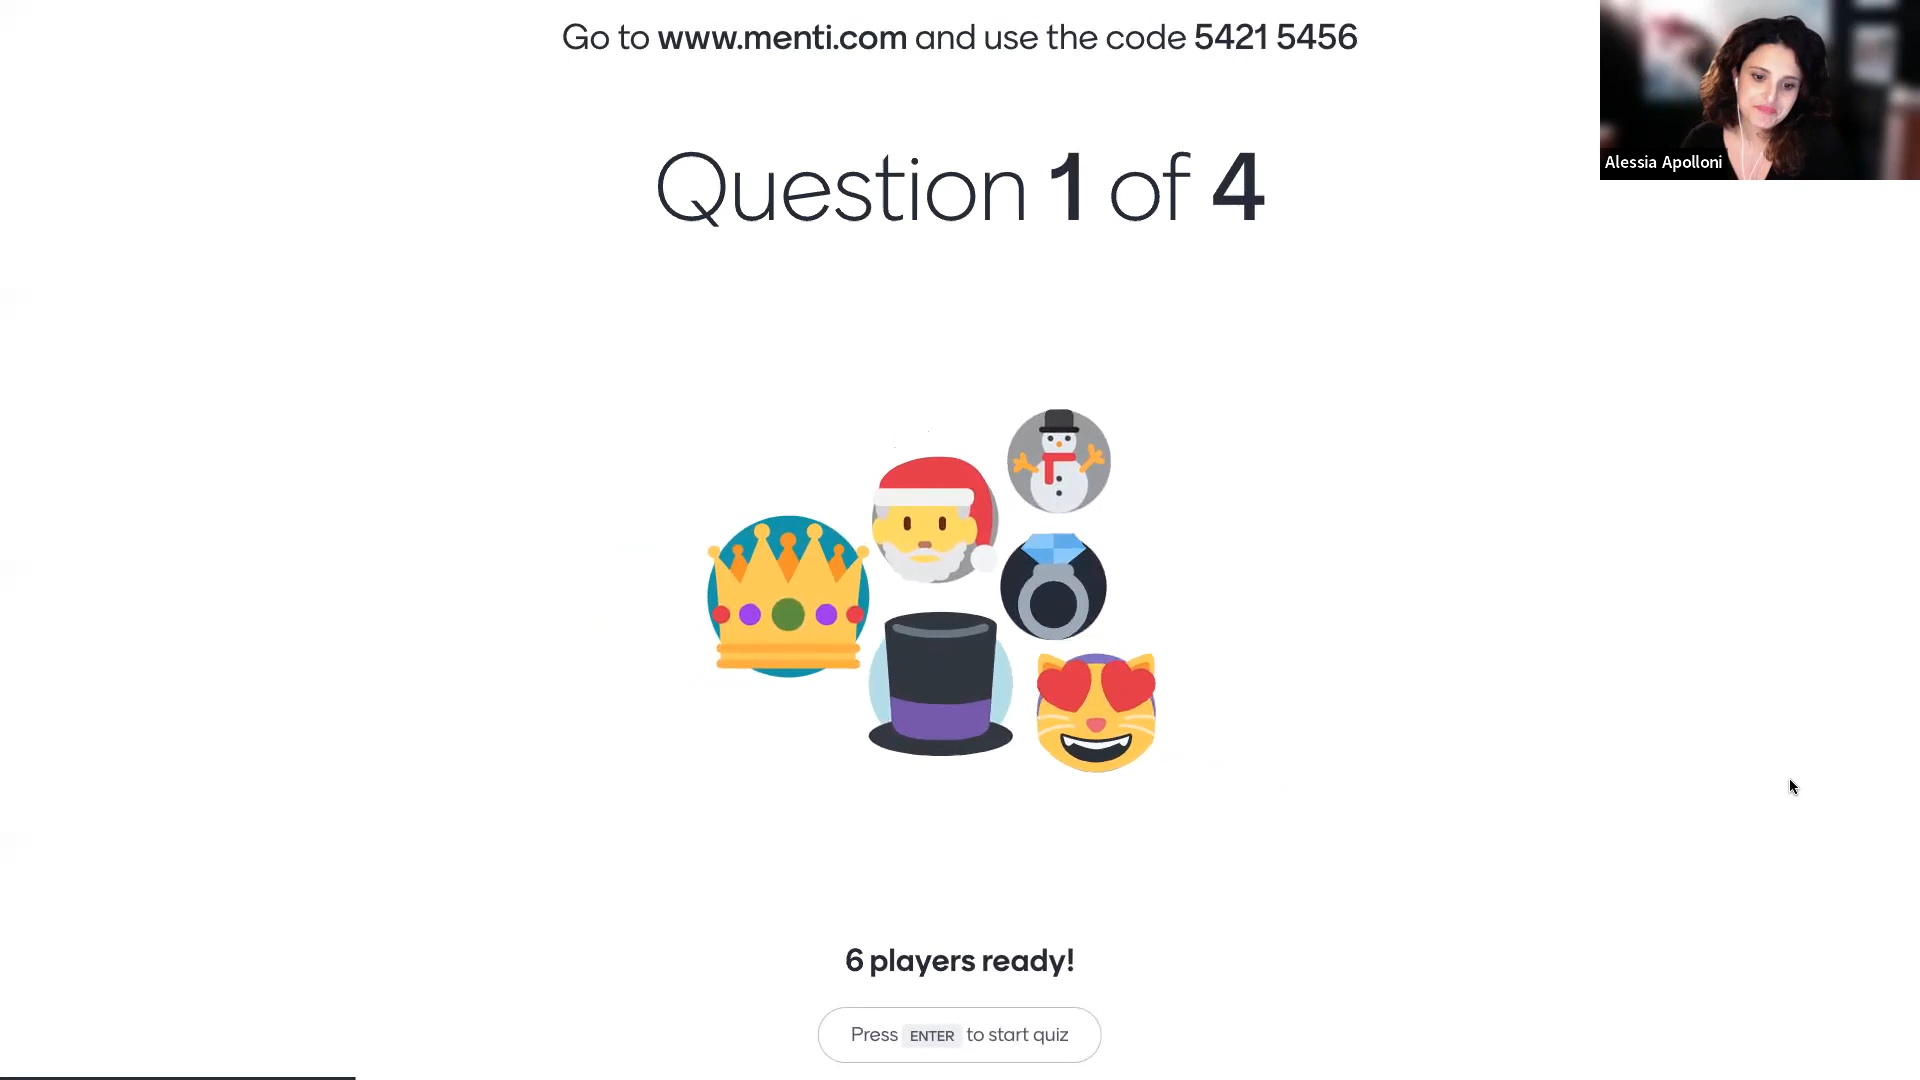 Go to www.menti.com and use the code 5421 5456
Alessia Apolloni
Question 1 of 4
6 players ready!
Press ENTER to start quiz